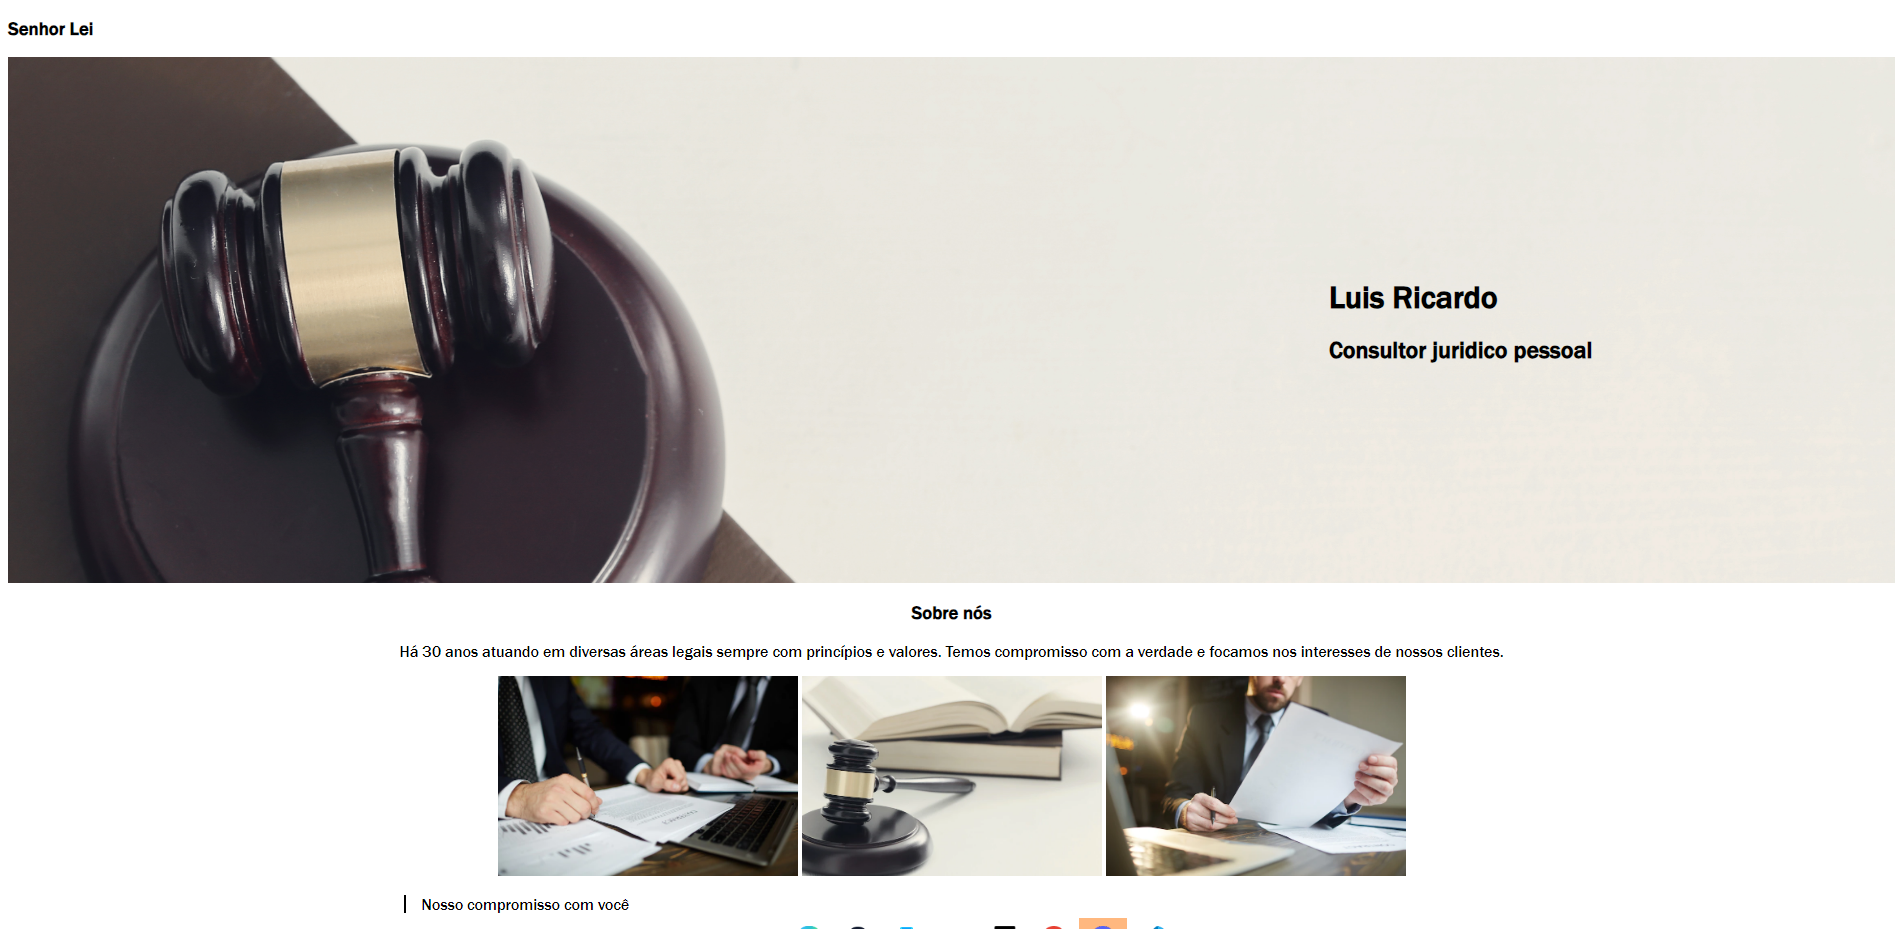 Senhor Lei
Luis Ricardo
Consultor juridico pessoal
Sobre nós
Há 30 anos atuando em diversas áreas legais sempre com princípios e valores. Temos compromisso com a verdade e focamos nos interesses de nossos clientes.
Nosso compromisso com você